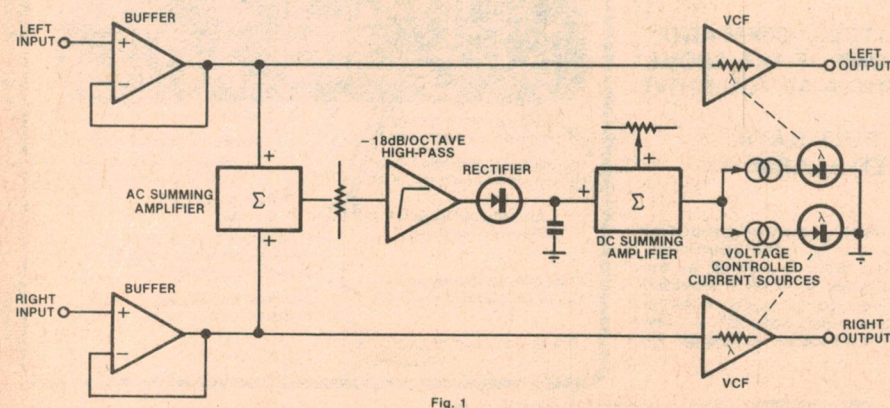 BUFFER
VCF
LEFT
INPUT
+
−
λ
LEFT
OUTPUT
−18dB/OCTAVE
HIGH-PASS
RECTIFIER
+
AC SUMMING
AMPLIFIER
Σ
+
+
+
Σ
DC SUMMING
AMPLIFIER
λ
λ
VOLTAGE
CONTROLLED
CURRENT SOURCES
BUFFER
RIGHT
INPUT
+
−
λ
VCF
RIGHT
OUTPUT
Fig. 1